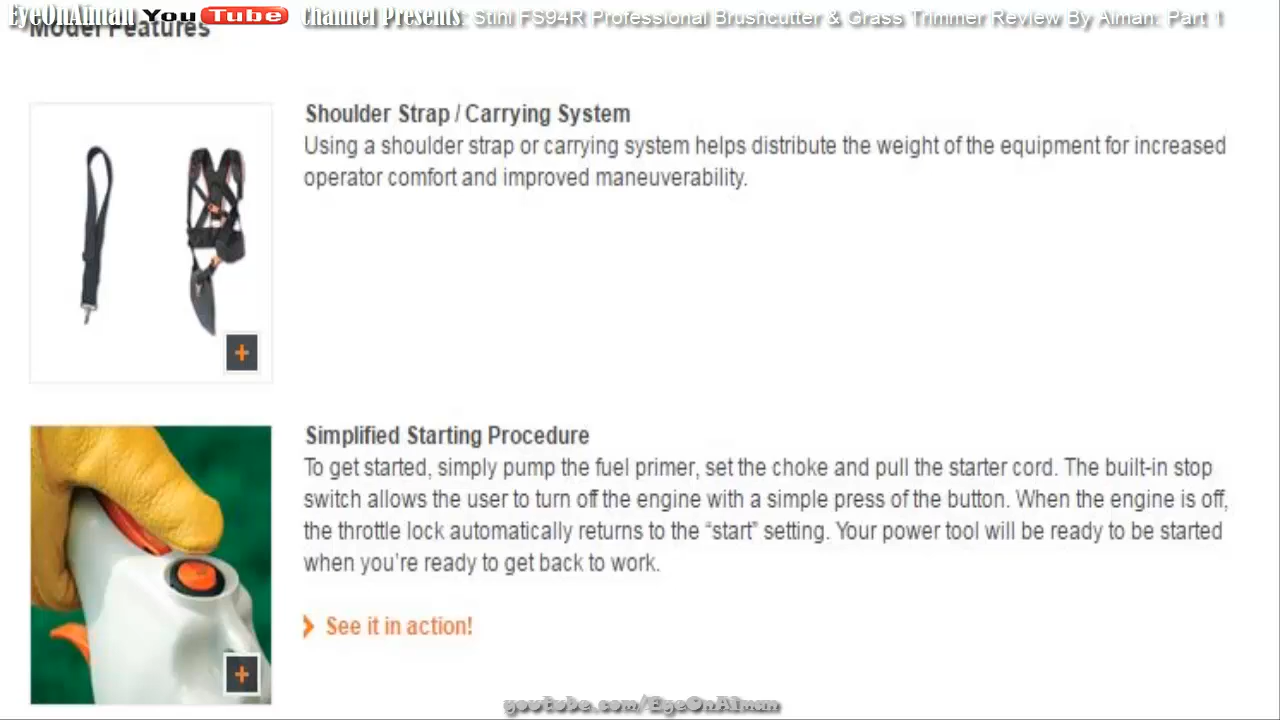 EyeOnAiman YouTube Channel Presents: Stihl FS94R Professional Brushcutter & Grass Trimmer Review By Aiman: Part 1
Model Features
Shoulder Strap / Carrying System
Using a shoulder strap or carrying system helps distribute the weight of the equipment for increased
operator comfort and improved maneuverability.
+
Simplified Starting Procedure
To get started, simply pump the fuel primer, set the choke and pull the starter cord. The built-in stop
switch allows the user to turn off the engine with a simple press of the button. When the engine is off,
the throttle lock automatically returns to the “start” setting. Your power tool will be ready to be started
when you’re ready to get back to work.
See it in action!
+
youtube.com/EyeOnAiman